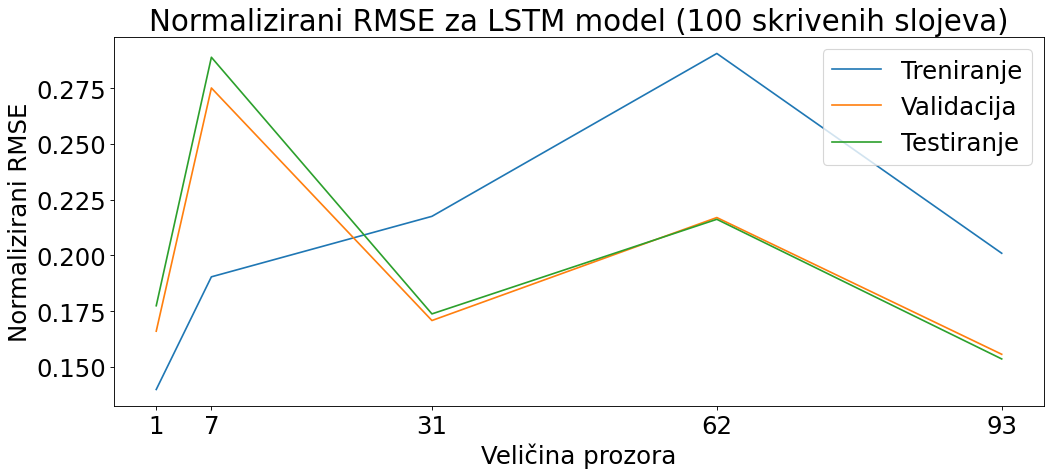 Normalizirani RMSE za LSTM model (100 skrivenih slojeva)
Normalizirani RMSE
0.275
0.250
0.225
0.200
0.175
0.150
Treniranje
Validacija
Testiranje
1 7 31 62 93
Veličina prozora